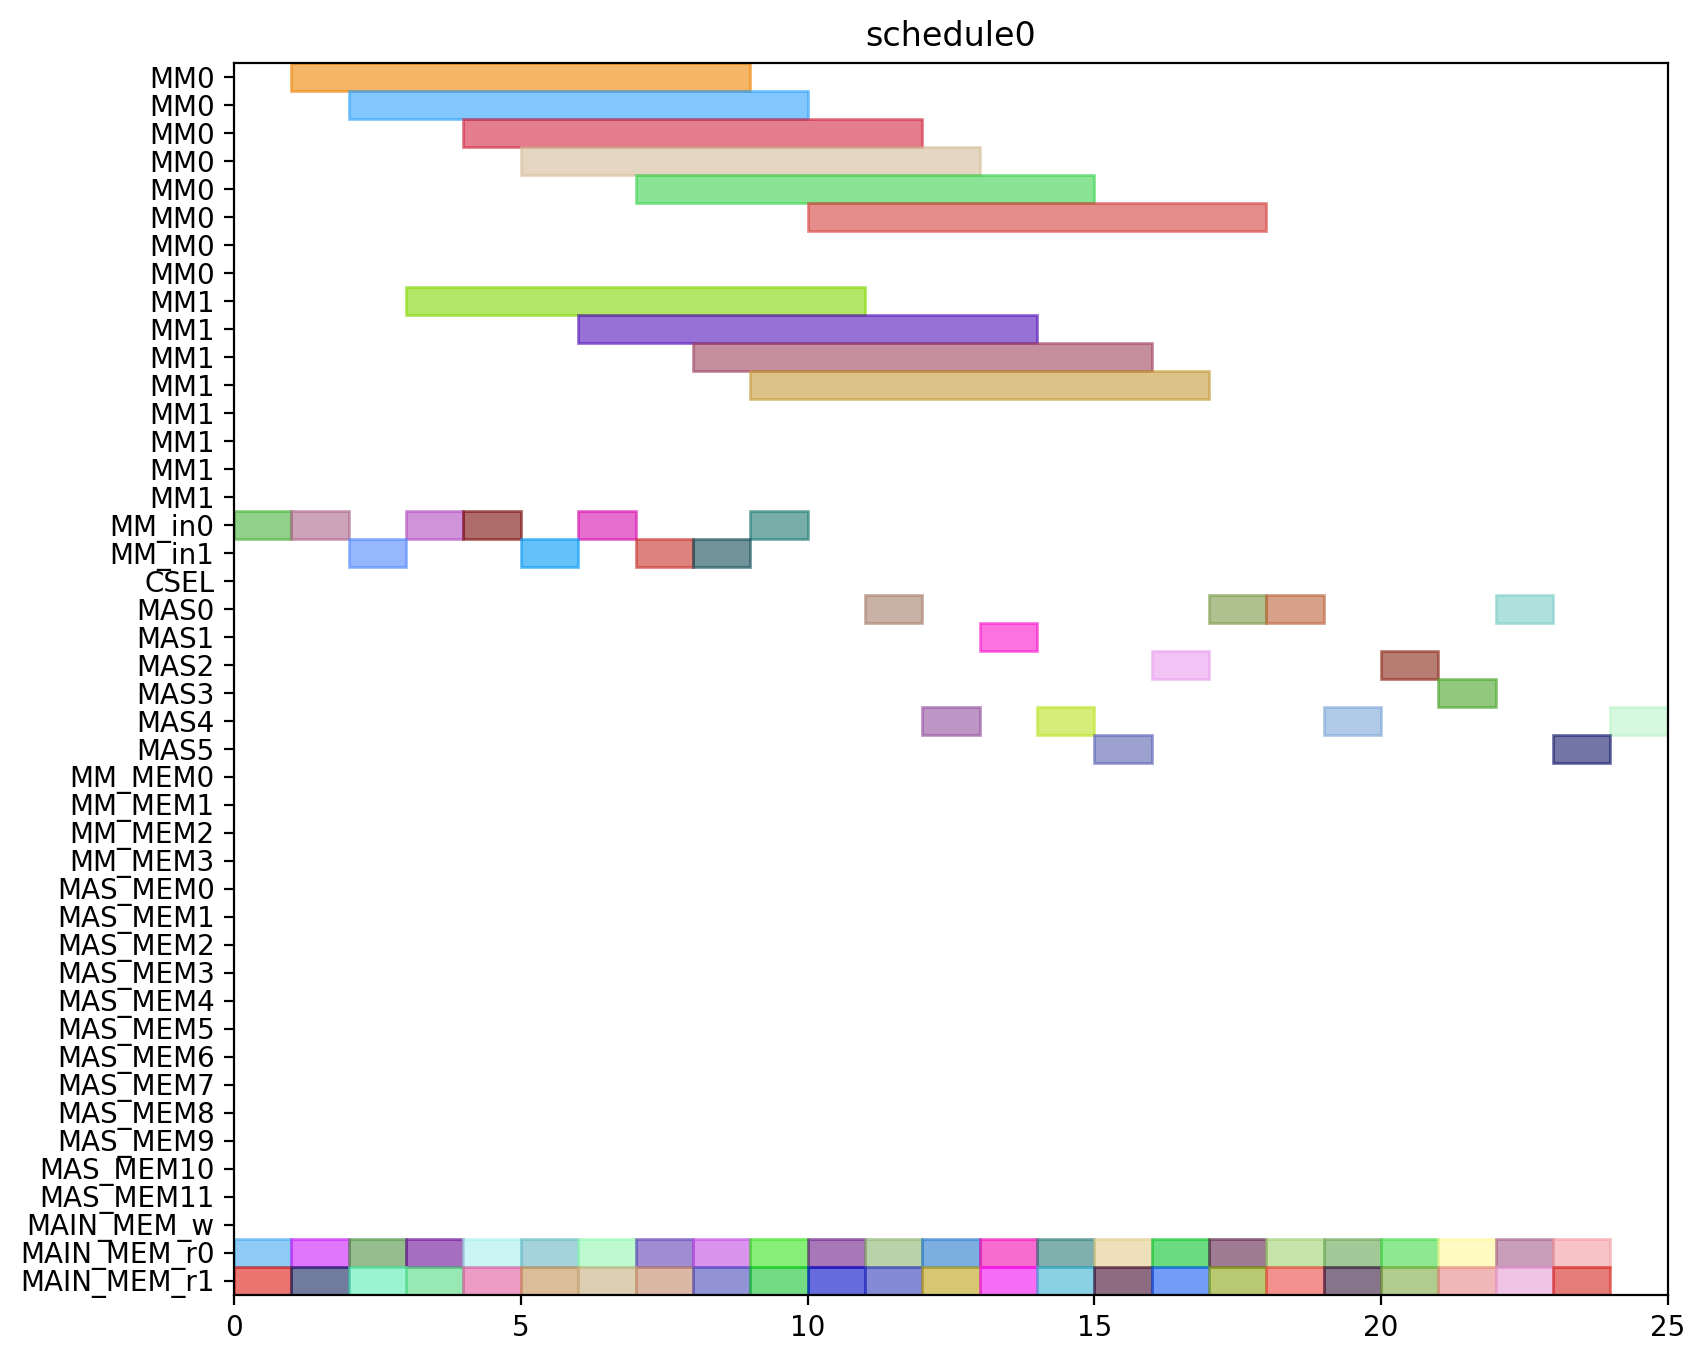 schedule0
MM0
MM0
MM0
MM0
MM0
MM0
MM0
MM0
MM1
MM1
MM1
MM1
MM1
MM1
MM1
MM1
MM_in0
MM_in1
CSEL
MAS0
MAS1
MAS2
MAS3
MAS4
MAS5
MM_MEM0
MM_MEM1
MM_MEM2
MM_MEM3
MAS_MEM0
MAS_MEM1
MAS_MEM2
MAS_MEM3
MAS_MEM4
MAS_MEM5
MAS_MEM6
MAS_MEM7
MAS_MEM8
MAS_MEM9
MAS_MEM10
MAS_MEM11
MAIN_MEM_w
MAIN_MEM_r0
MAIN_MEM_r1
0 5 10 15 20 25